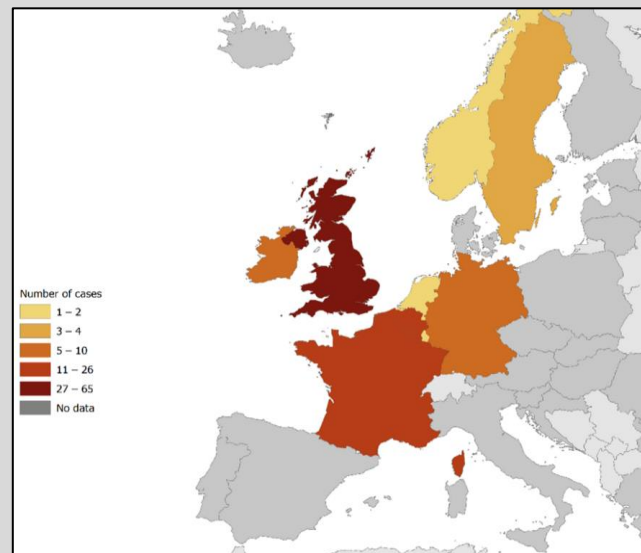 Number of cases
1 – 2
3 – 4
5 – 10
11 – 26
27 – 65
No data